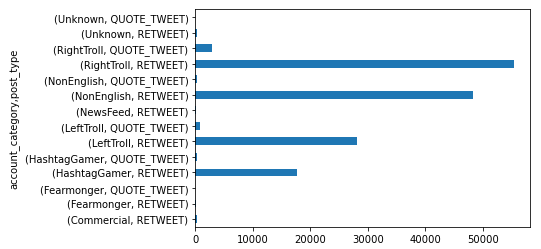 account_category,post_type
(Unknown, QUOTE_TWEET)
(Unknown, RETWEET)
(RightTroll, QUOTE_TWEET)
(RightTroll, RETWEET)
(NonEnglish, QUOTE_TWEET)
(NonEnglish, RETWEET)
(NewsFeed, RETWEET)
(LeftTroll, QUOTE_TWEET)
(LeftTroll, RETWEET)
(HashtagGamer, QUOTE_TWEET)
(HashtagGamer, RETWEET)
(Fearmonger, QUOTE_TWEET)
(Fearmonger, RETWEET)
(Commercial, RETWEET)
0 10000 20000 30000 40000 50000